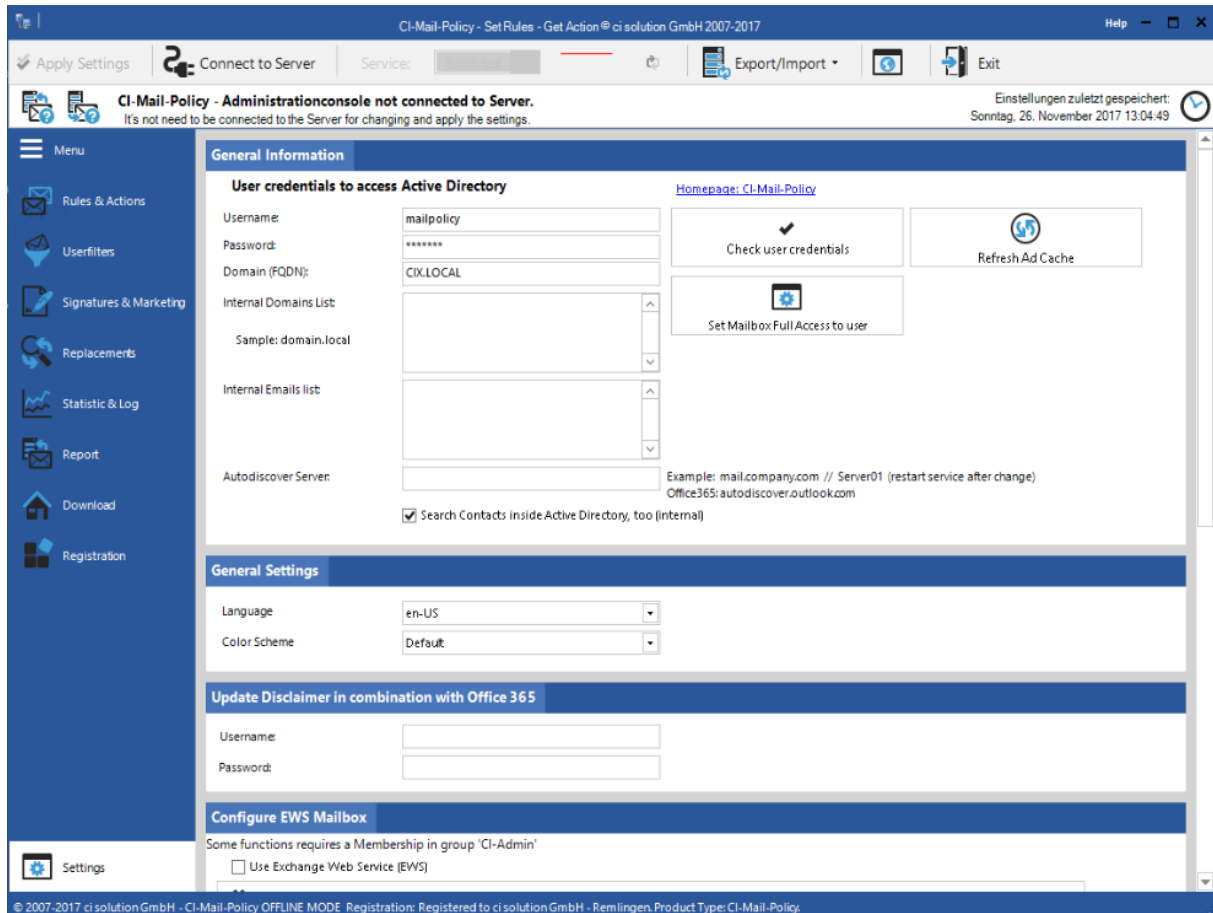 CI-Mail-Policy - Set Rules - Get Action © ci solution GmbH 2007-2017
Help
Apply Settings
Connect to Server
Service:
Export/Import
Exit
CI-Mail-Policy - Administrationconsole not connected to Server.
It's not need to be connected to the Server for changing and apply the settings.
Einstellungen zuletzt gespeichert:
Sonntag, 26. November 2017 13:04:49
Menu
Rules & Actions
Userfilters
Signatures & Marketing
Replacements
Statistic & Log
Report
Download
Registration
Settings
General Information
User credentials to access Active Directory
Homepage: CI-Mail-Policy
Username:
mailpolicy
Password:
*******
Domain (FQDN):
CIX.LOCAL
Check user credentials
Refresh Ad Cache
Set Mailbox Full Access to user
Internal Domains List:
Sample: domain.local
Internal Emails list:
Autodiscover Server:
Example: mail.company.com // Server01 (restart service after change)
Office365: autodiscover.outlook.com
Search Contacts inside Active Directory, too (internal)
General Settings
Language
en-US
Color Scheme
Default
Update Disclaimer in combination with Office 365
Username:
Password:
Configure EWS Mailbox
Some functions requires a Membership in group 'CI-Admin'
Use Exchange Web Service (EWS)
© 2007-2017 ci solution GmbH - CI-Mail-Policy OFFLINE MODE Registration: Registered to ci solution GmbH - Remlingen. Product Type: CI-Mail-Policy.